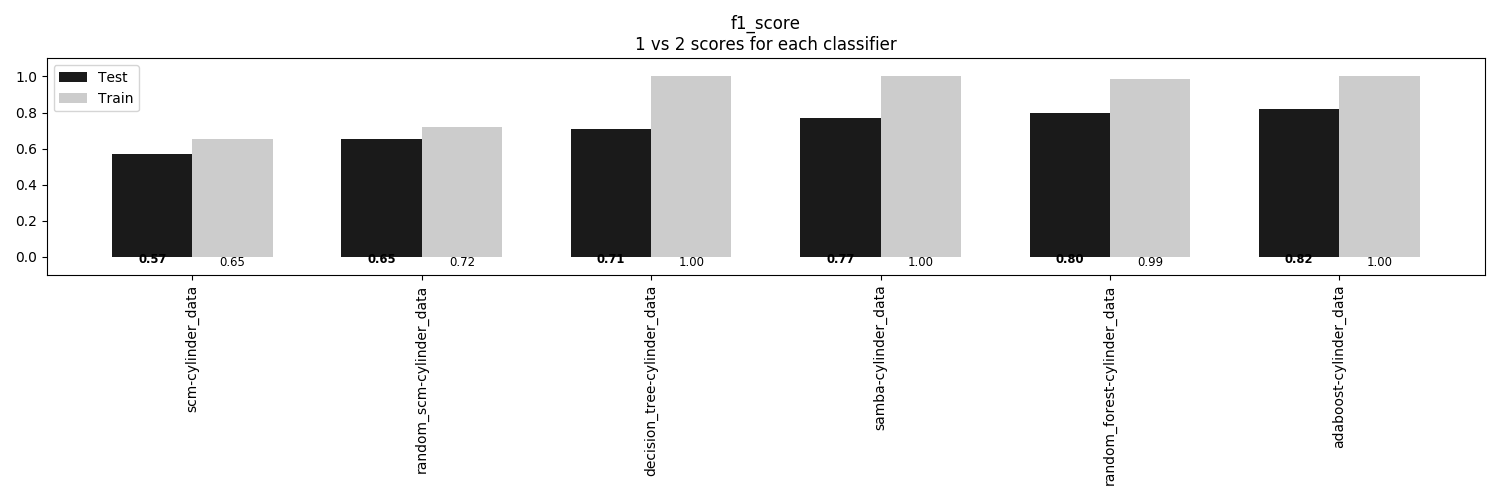 f1_score
1 vs 2 scores for each classifier
Test
Train
1.0
0.8
0.6
0.4
0.2
0.0
0.57 0.65 0.65 0.72 0.71 1.00 0.77 1.00 0.80 0.99 0.82 1.00
scm-cylinder_data
random_scm-cylinder_data
decision_tree-cylinder_data
samba-cylinder_data
random_forest-cylinder_data
adaboost-cylinder_data